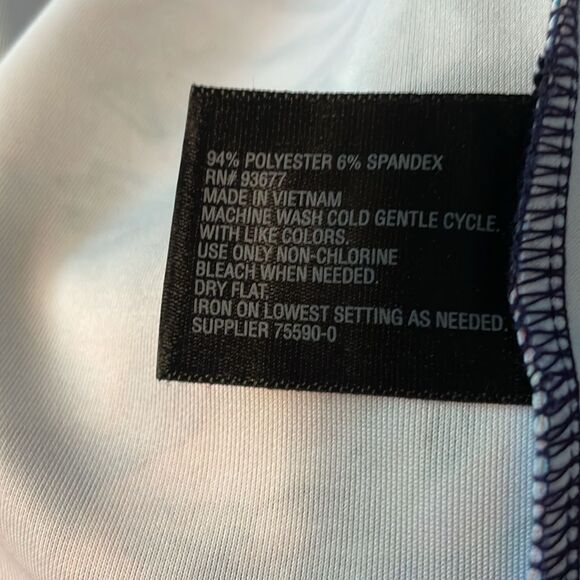 94% POLYESTER 6% SPANDEX
RN# 93677
MADE IN VIETNAM
MACHINE WASH COLD GENTLE CYCLE.
WITH LIKE COLORS.
USE ONLY NON-CHLORINE
BLEACH WHEN NEEDED.
DRY FLAT
IRON ON LOWEST SETTING AS NEEDED.
SUPPLIER 75590-0